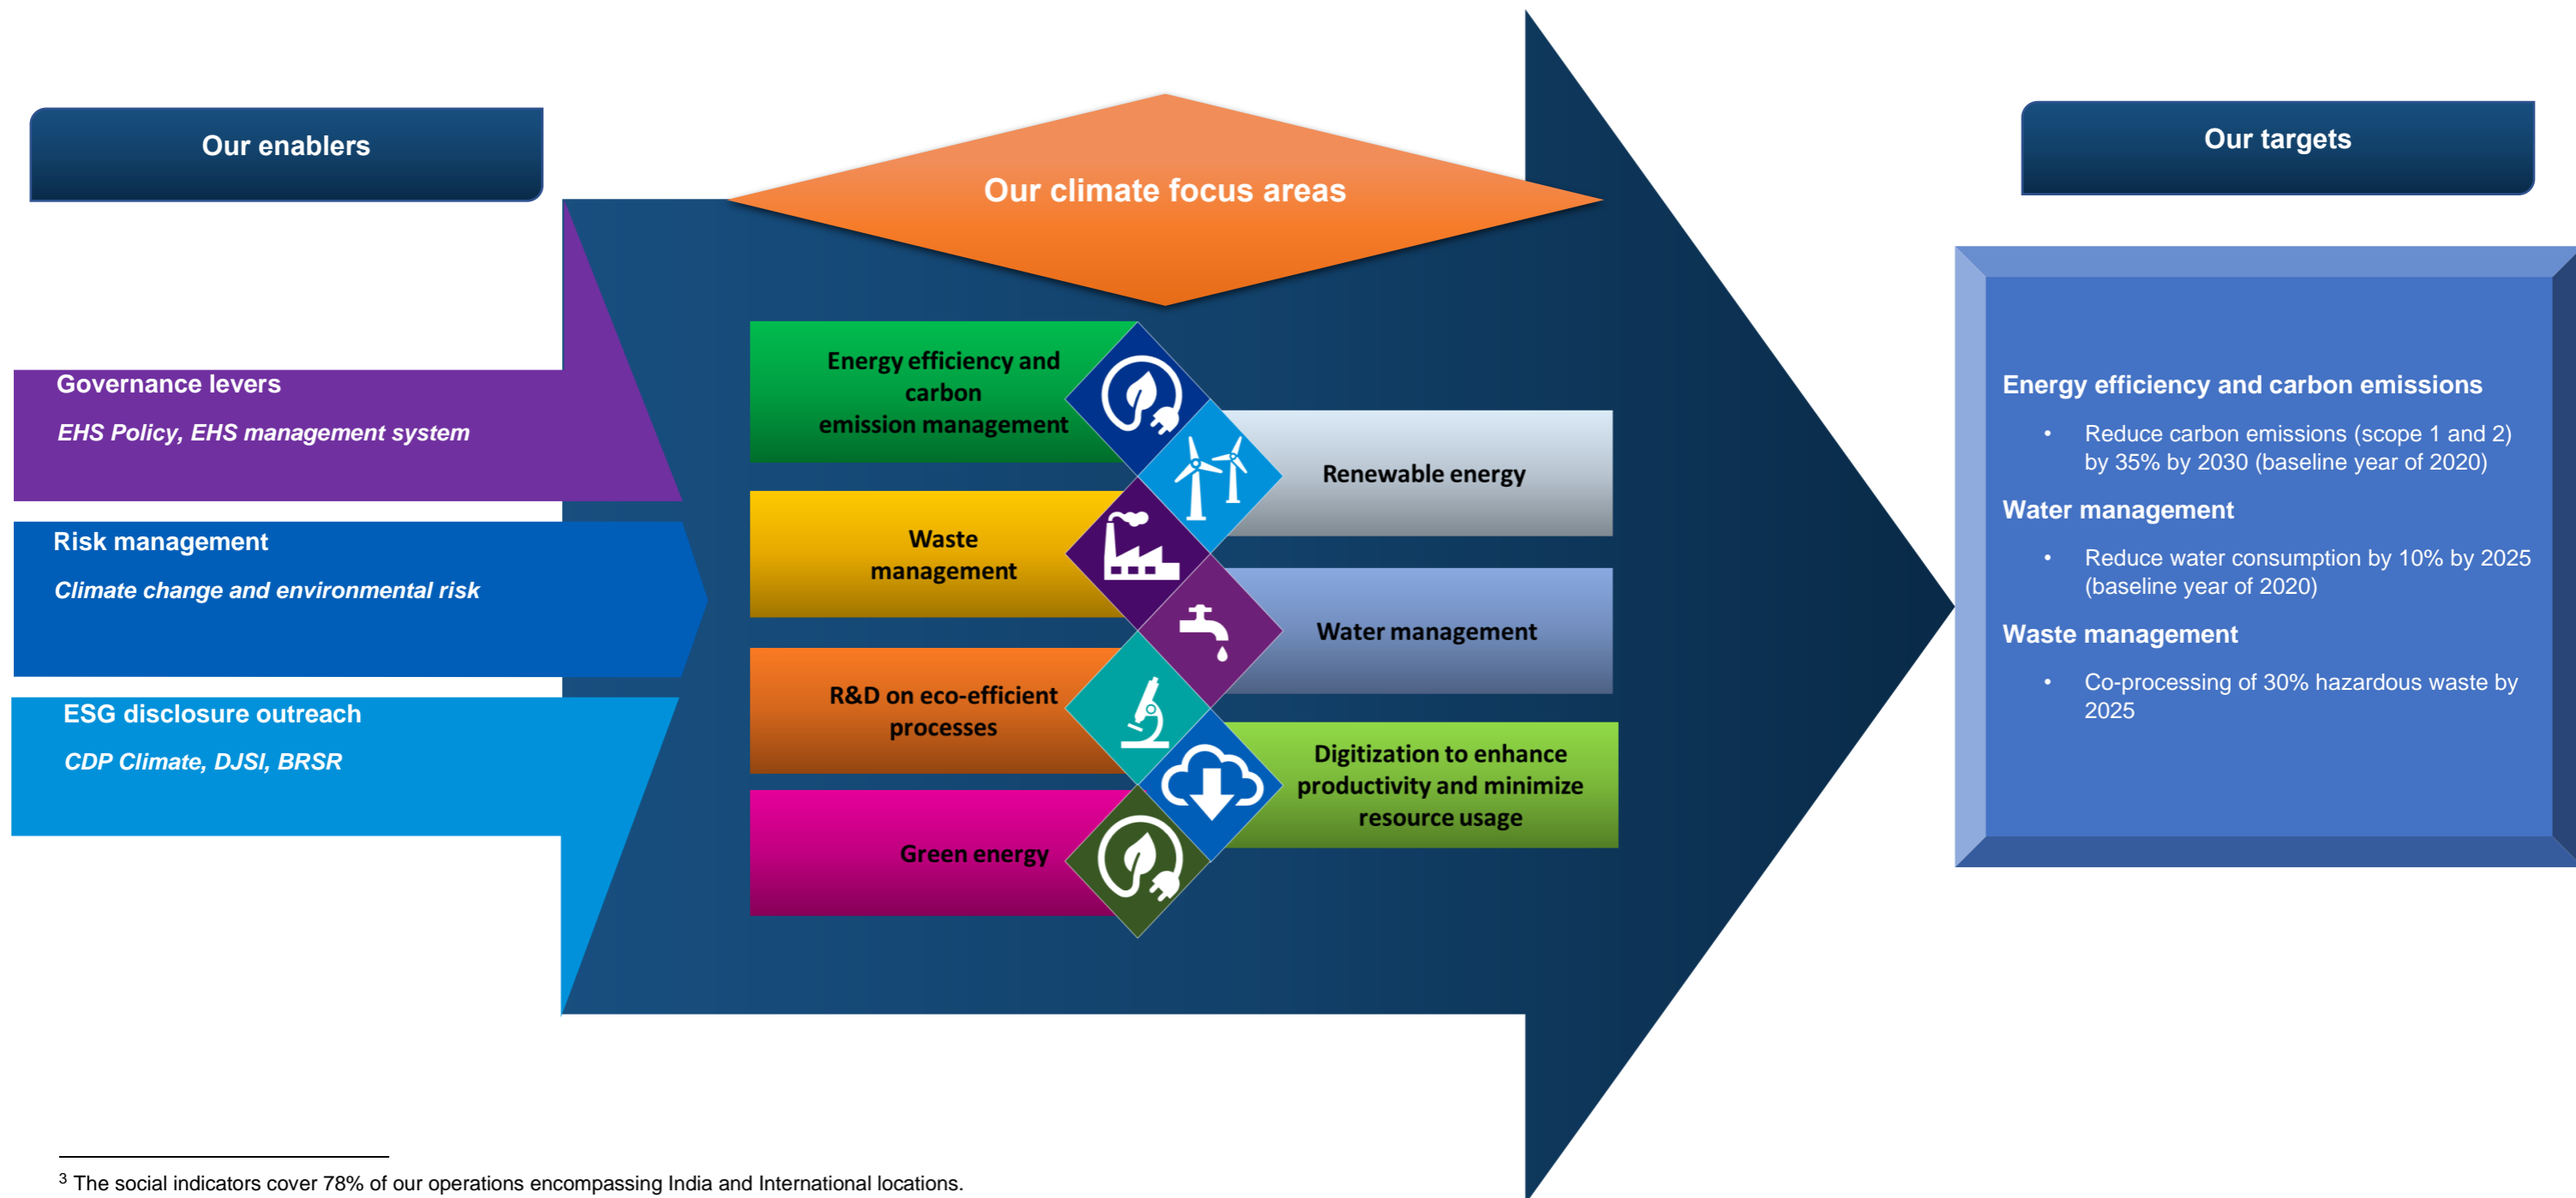 Our enablers
Governance levers
EHS Policy, EHS management system
Risk management
Climate change and environmental risk
ESG disclosure outreach
CDP Climate, DJSI, BRSR
Our climate focus areas
Energy efficiency and
carbon
emission management
Renewable energy
Waste
management
Water management
R&D on eco-efficient
processes
Digitization to enhance
productivity and minimize
resource usage
Green energy
Our targets
Energy efficiency and carbon emissions
• Reduce carbon emissions (scope 1 and 2)
by 35% by 2030 (baseline year of 2020)
Water management
• Reduce water consumption by 10% by 2025
(baseline year of 2020)
Waste management
• Co-processing of 30% hazardous waste by
2025
3 The social indicators cover 78% of our operations encompassing India and International locations.